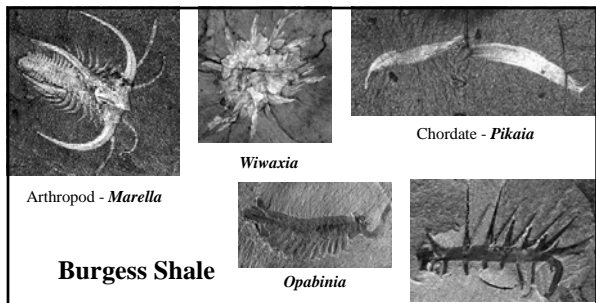 Arthropod - Marella
Wiwaxia
Chordate - Pikaia
Burgess Shale
Opabinia